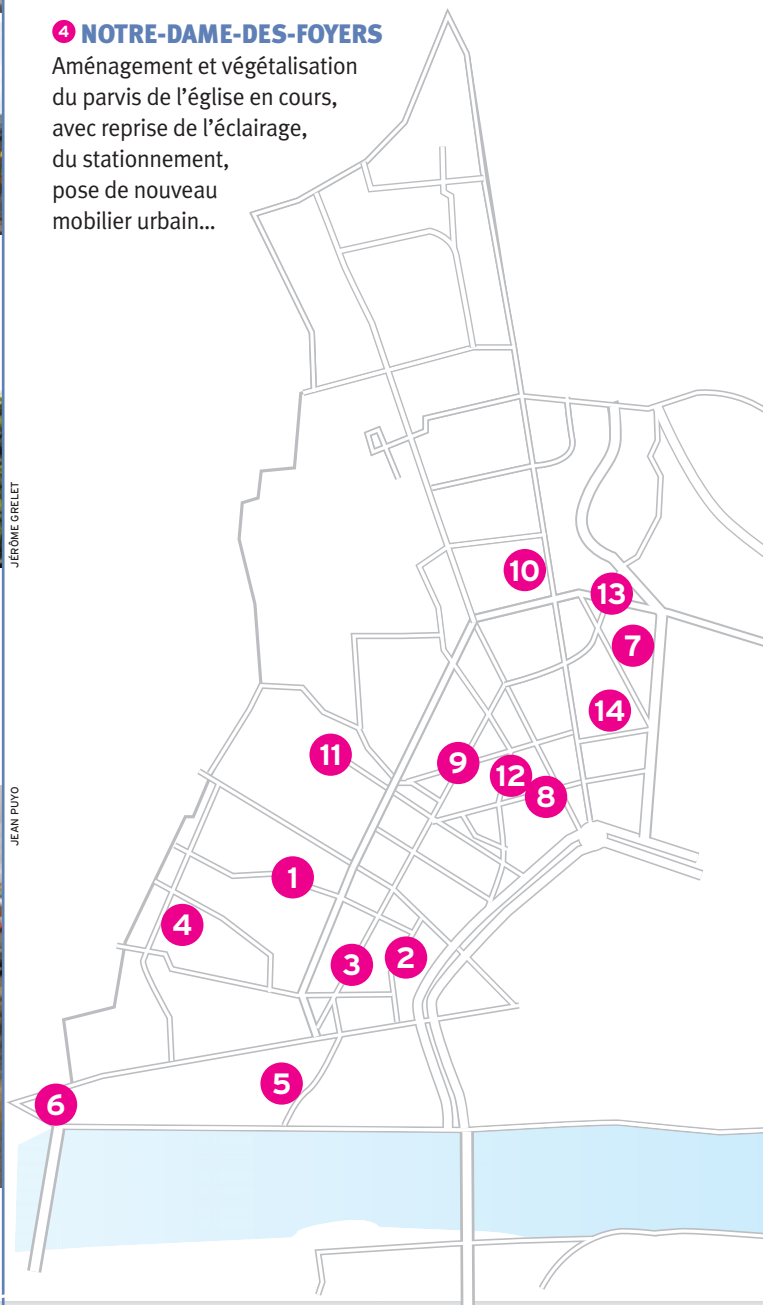 4 NOTRE-DAME-DES-FOYERS
Aménagement et végétalisation
du parvis de l'église en cours,
avec reprise de l'éclairage,
du stationnement,
pose de nouveau
mobilier urbain...
JÉRÔME GRELET
JEAN PUYO
10
13
7
14
11
9
12
8
1
4
3
2
5
6